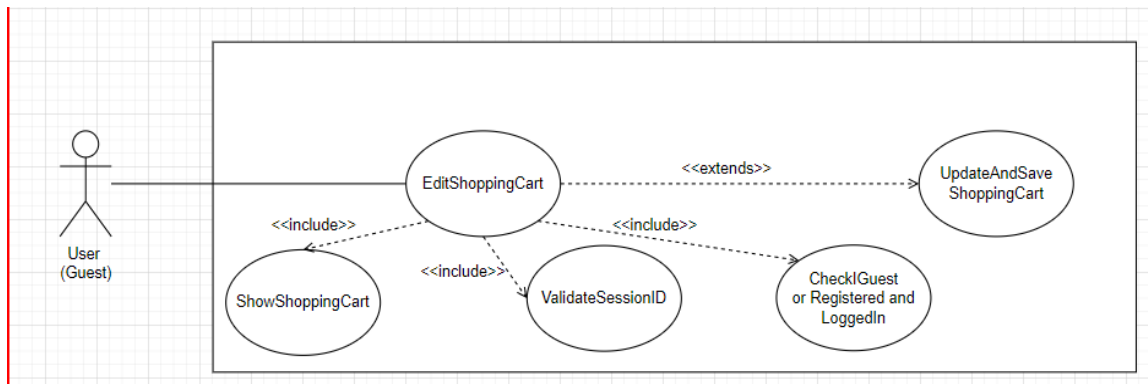 EditShoppingCart
<<extends>>
UpdateAndSave
ShoppingCart
<<include>>
<<include>>
<<include>>
User
(Guest)
ShowShoppingCart
ValidateSessionID
CheckIGuest
or Registered and
LoggedIn